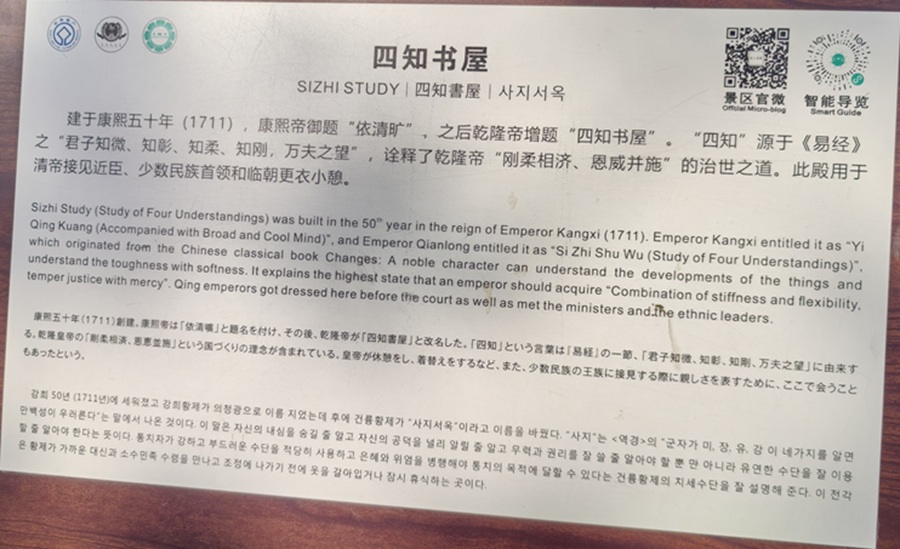 四知书屋
SIZHI STUDY | 四知書屋 | 사지서옥
景区官微
Official Micro-blog
智能导览
Smart Guide
建于康熙五十年（1711），康熙帝御题“依清旷”，之后乾隆帝增题“四知书屋”。“四知”源于《易经》
之“君子知微、知彰、知柔、知刚，万夫之望”，诠释了乾隆帝“刚柔相济、恩威并施”的治世之道。此殿用于
清帝接见近臣、少数民族首领和临朝更衣小憩。
Sizhi Study (Study of Four Understandings) was built in the 50th year in the reign of Emperor Kangxi (1711). Emperor Kangxi entitled it as “Yi
Qing Kuang (Accompanied with Broad and Cool Mind)”, and Emperor Qianlong entitled it as “Si Zhi Shu Wu (Study of Four Understandings)”,
which originated from the Chinese classical book Changes: A noble character can understand the developments of the things and
understand the toughness with softness. It explains the highest state that an emperor should acquire “Combination of stiffness and flexibility,
temper justice with mercy”. Qing emperors got dressed here before the court as well as met the ministers and the ethnic leaders.
康熙五十年(1711)創建。康熙帝は「依清曠」と題名を付け、その後、乾隆帝が「四知書屋」と改名した。「四知」という言葉は「易経」の一節、「君子知微、知彰、知剛、万夫之望」に由来す
る。乾隆皇帝の「剛柔相済、恩恵並施」という国づくりの理念が含まれている。皇帝が休憩をし、着替えをするなど、また、少数民族の王族に接見する際に親しさを表すために、ここで会うこと
もあったという。
강희 50년 (1711년)에 세워졌고 강희황제가 의청광으로 이름 지었는데 후에 건륭황제가 “사지서옥”이라고 이름을 바꿨다. “사지”는 <역경>의 “군자가 미, 장, 유, 강 이 네가지를 알면
만백성이 우러른다”는 말에서 나온 것이다. 이 말은 자신의 내심을 숨길 줄 알고 자신의 공덕을 널리 알릴 줄 알고 무력과 권리를 잘 쓸 줄 알아야 할 뿐 만 아니라 유연한 수단을 잘 이용
할 줄 알아야 한다는 뜻이다. 통치자가 강하고 부드러운 수단을 적당히 사용하고 은혜와 위엄을 병행해야 통치의 목적에 달할 수 있다는 건륭황제의 치세수단을 잘 설명해 준다. 이 전각
은 황제가 가까운 대신과 소수민족 수령을 만나고 조정에 나가기 전에 옷을 갈아입거나 잠시 휴식하는 곳이다.